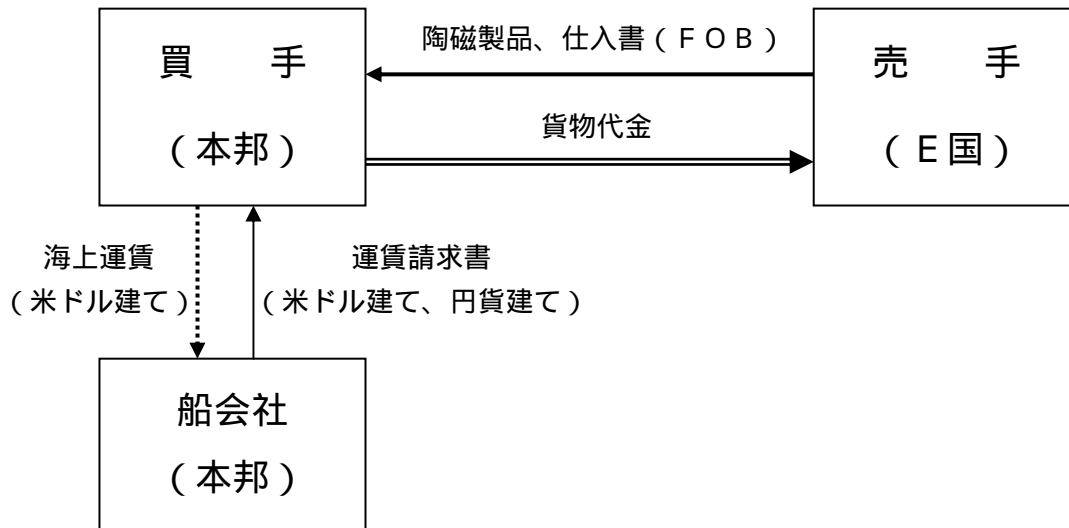 買　　手
（本邦）
陶磁製品、仕入書（ＦＯＢ）
貨物代金
売　　手
（Ｅ国）
海上運賃
（米ドル建て）
運賃請求書
（米ドル建て、円貨建て）
船会社
（本邦）